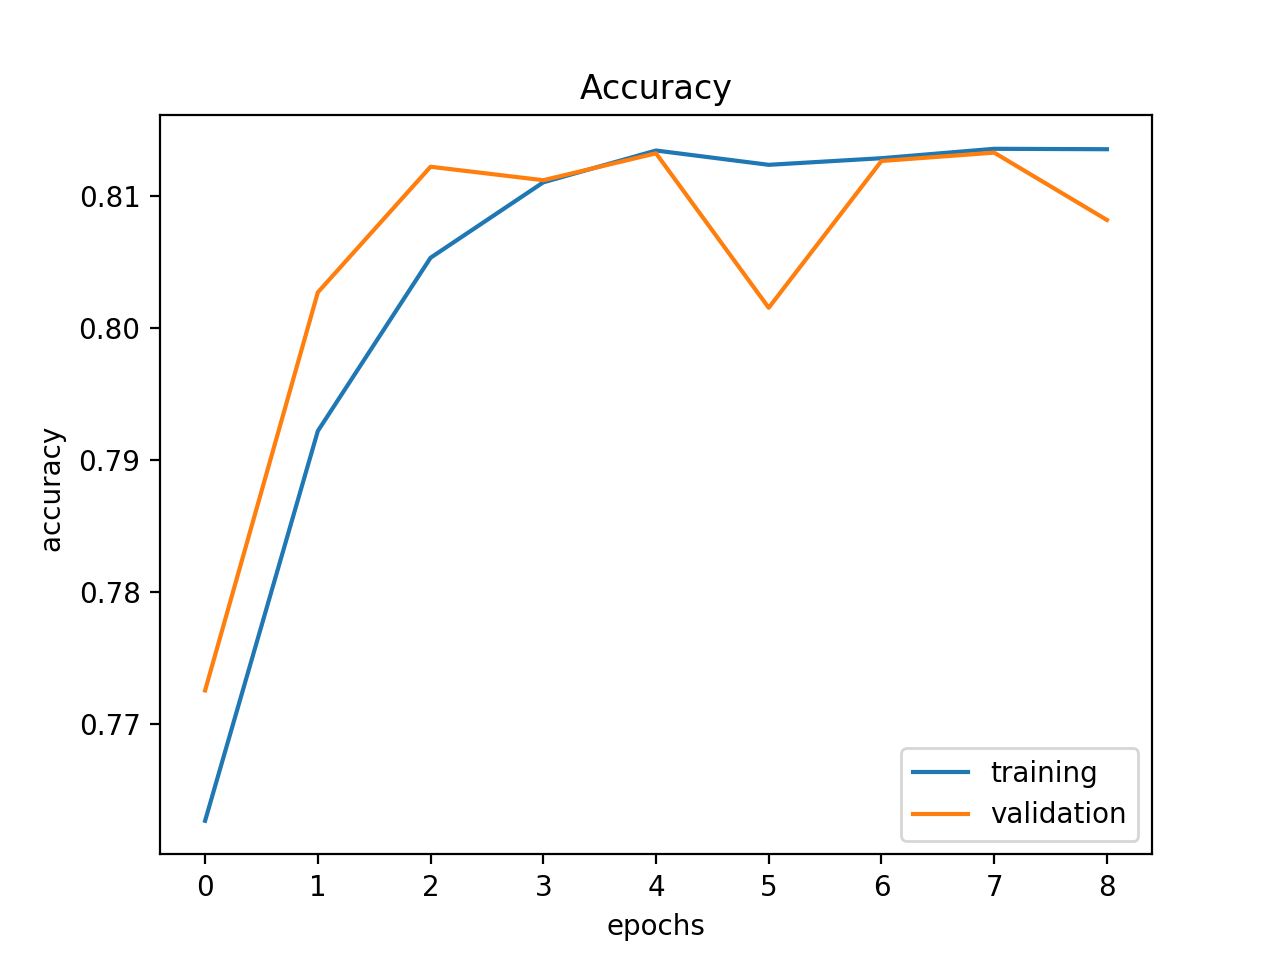 Accuracy
0.81
0.80
0.79
0.78
0.77
accuracy
training
validation
0 1 2 3 4 5 6 7 8
epochs